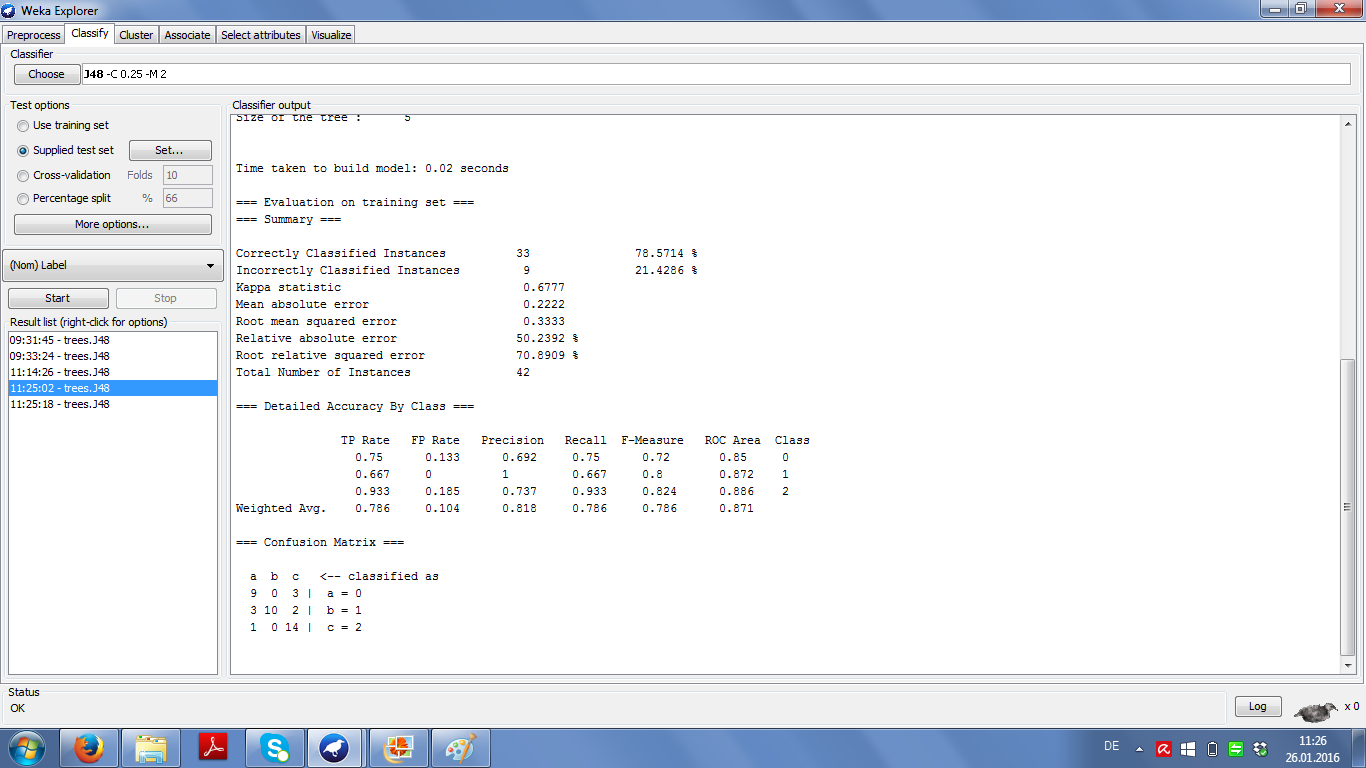 Weka Explorer
Preprocess Classify Cluster Associate Select attributes Visualize
Classifier
Choose J48 -C 0.25 -M 2
Test options
Use training set
Supplied test set Set...
Cross-validation Folds 10
Percentage split % 66
More options...
(Nom) Label
Start Stop
Result list (right-click for options)
09:31:45 - trees.J48
09:33:24 - trees.J48
11:14:26 - trees.J48
11:25:02 - trees.J48
11:25:18 - trees.J48
Classifier output
Size of the tree : 5
Time taken to build model: 0.02 seconds
=== Evaluation on training set ===
=== Summary ===
Correctly Classified Instances 33 78.5714 %
Incorrectly Classified Instances 9 21.4286 %
Kappa statistic 0.6777
Mean absolute error 0.2222
Root mean squared error 0.3333
Relative absolute error 50.2392 %
Root relative squared error 70.8909 %
Total Number of Instances 42
=== Detailed Accuracy By Class ===
TP Rate FP Rate Precision Recall F-Measure ROC Area Class
0.75 0.133 0.692 0.75 0.72 0.85 0
0.667 0 1 0.667 0.8 0.872 1
0.933 0.185 0.737 0.933 0.824 0.886 2
Weighted Avg. 0.786 0.104 0.818 0.786 0.786 0.871
=== Confusion Matrix ===
a b c <-- classified as
9 0 3 | a = 0
3 10 2 | b = 1
1 0 14 | c = 2
Status
OK
Log x 0
DE
11:26
26.01.2016